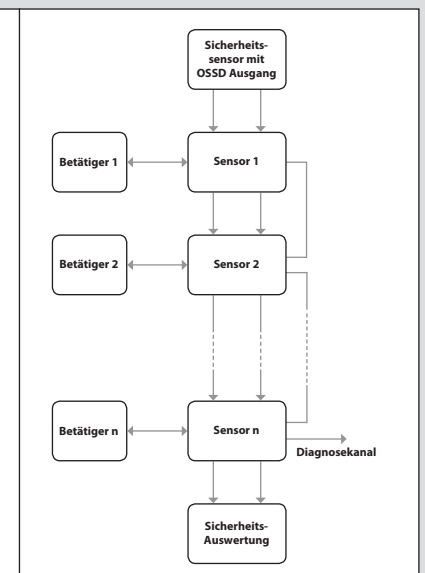 Sicherheits-
sensor mit
OSSD Ausgang
Betätiger 1
Sensor 1
Betätiger 2
Sensor 2
Betätiger n
Sensor n
Diagnosekanal
Sicherheits-
Auswertung